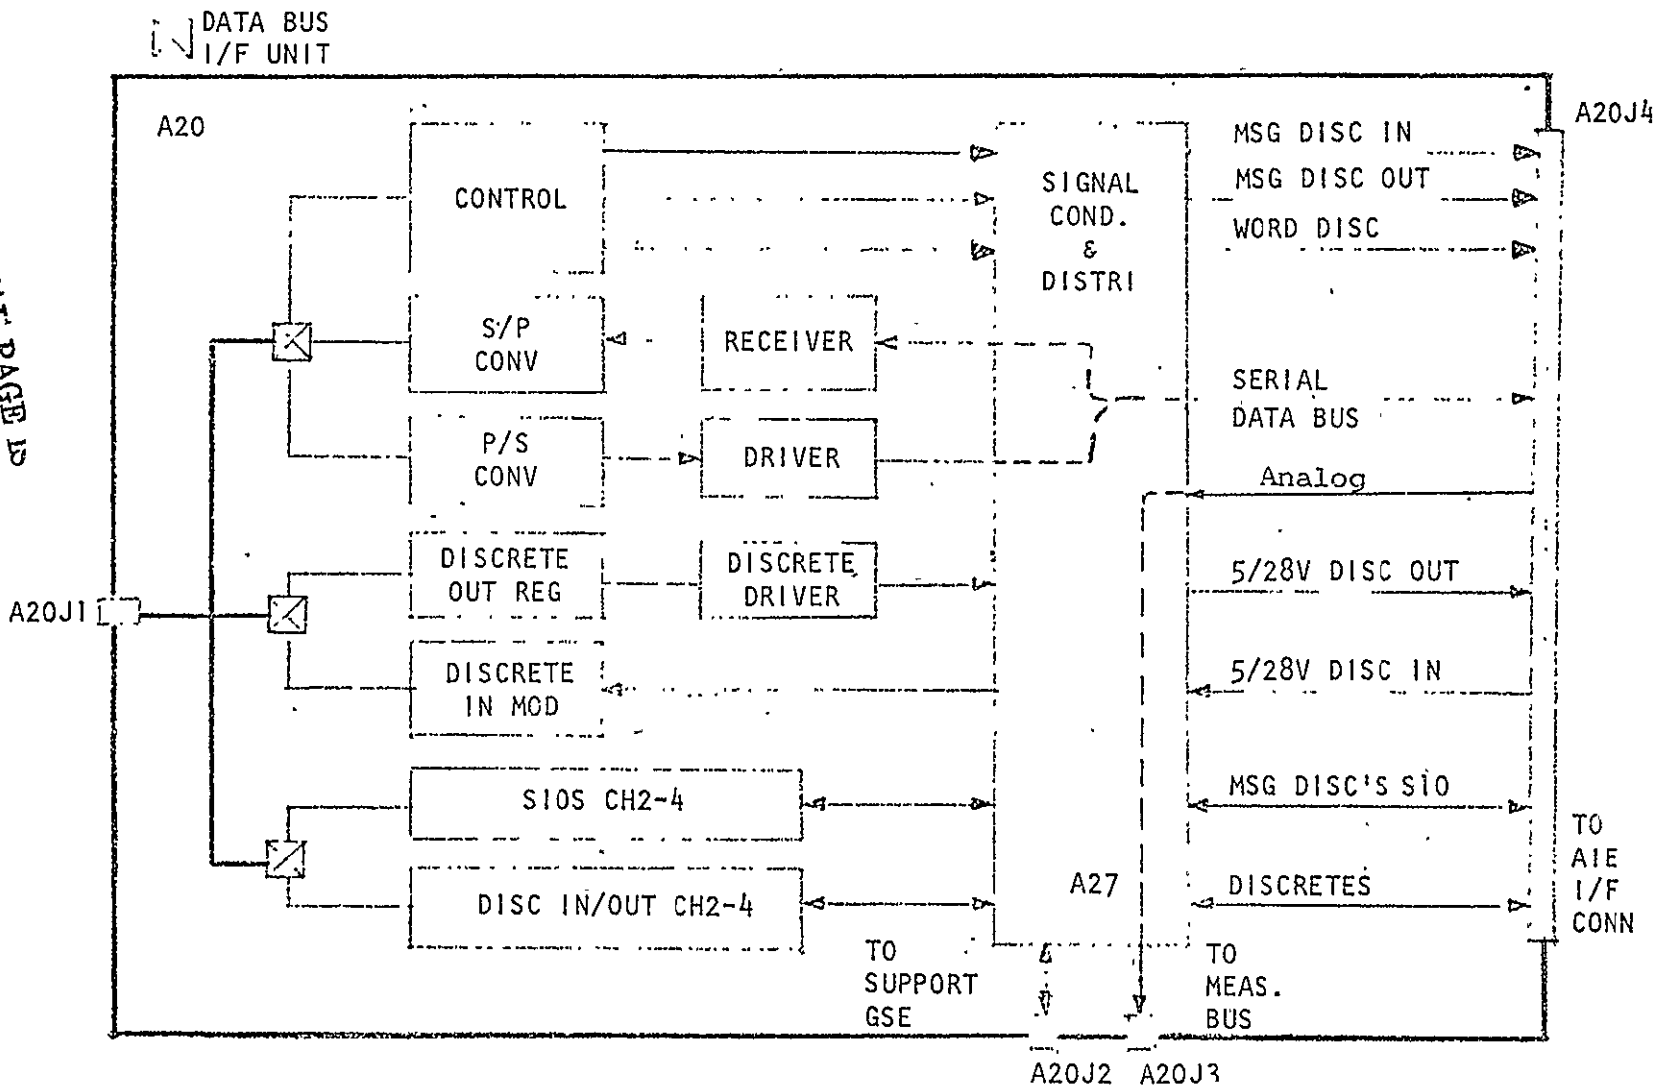 DATA BUS
I/F UNIT
A20
A20J4
CONTROL
SIGNAL
COND.
&
DISTRI
MSG DISC IN
MSG DISC OUT
WORD DISC
S/P
CONV
RECEIVER
P/S
CONV
DRIVER
SERIAL
DATA BUS
Analog
DISCRETE
OUT REG
DISCRETE
DRIVER
5/28V DISC OUT
A20J1
DISCRETE
IN MOD
5/28V DISC IN
SIOS CH2-4
MSG DISC'S SIO
DISC IN/OUT CH2-4
A27
DISCRETES
TO
AIE
I/F
CONN
TO
SUPPORT
GSE
TO
MEAS.
BUS
A20J2
A20J3
PAGE